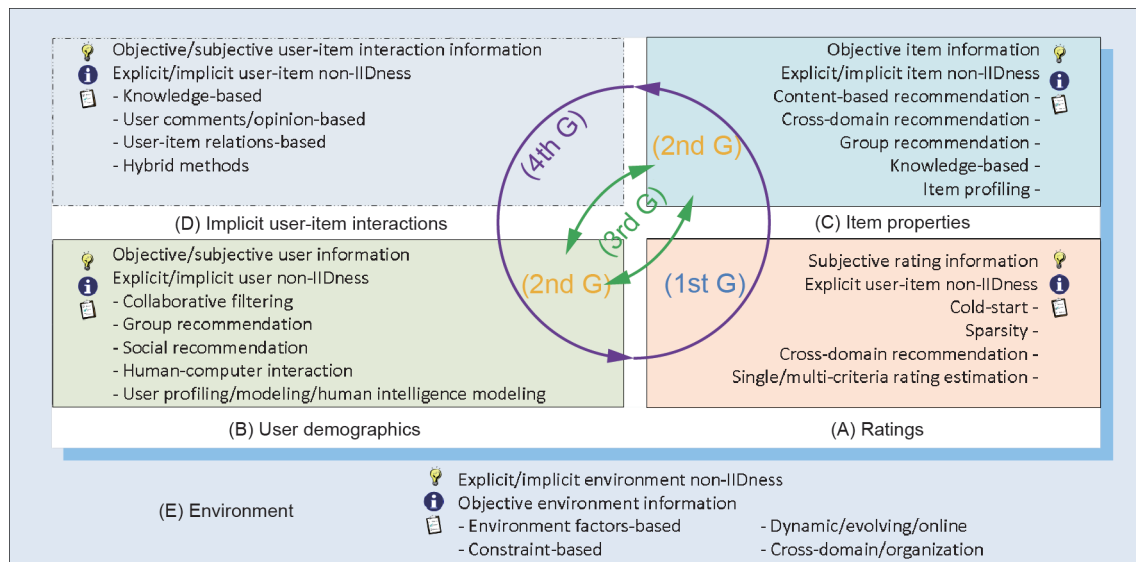 Objective/subjective user-item interaction information
Explicit/implicit user-item non-IIDness
- Knowledge-based
- User comments/opinion-based
- User-item relations-based
- Hybrid methods
(D) Implicit user-item interactions
Objective item information
Explicit/implicit item non-IIDness
Content-based recommendation -
Cross-domain recommendation -
Group recommendation -
Knowledge-based -
Item profiling -
(C) Item properties
(4th G)
(2nd G)
(3rd G)
(2nd G)
(1st G)
Objective/subjective user information
Explicit/implicit user non-IIDness
- Collaborative filtering
- Group recommendation
- Social recommendation
- Human-computer interaction
- User profiling/modeling/human intelligence modeling
(B) User demographics
Subjective rating information
Explicit user-item non-IIDness
Cold-start -
Sparsity -
Cross-domain recommendation -
Single/multi-criteria rating estimation -
(A) Ratings
(E) Environment
Explicit/implicit environment non-IIDness
Objective environment information
- Environment factors-based
- Constraint-based
- Dynamic/evolving/online
- Cross-domain/organization